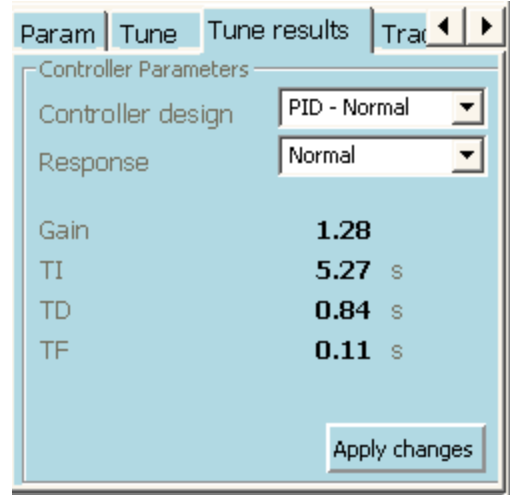 Param Tune Tune results Trac
Controller Parameters
Controller design PID - Normal
Response Normal
Gain 1.28
TI 5.27 s
TD 0.84 s
TF 0.11 s
Apply changes